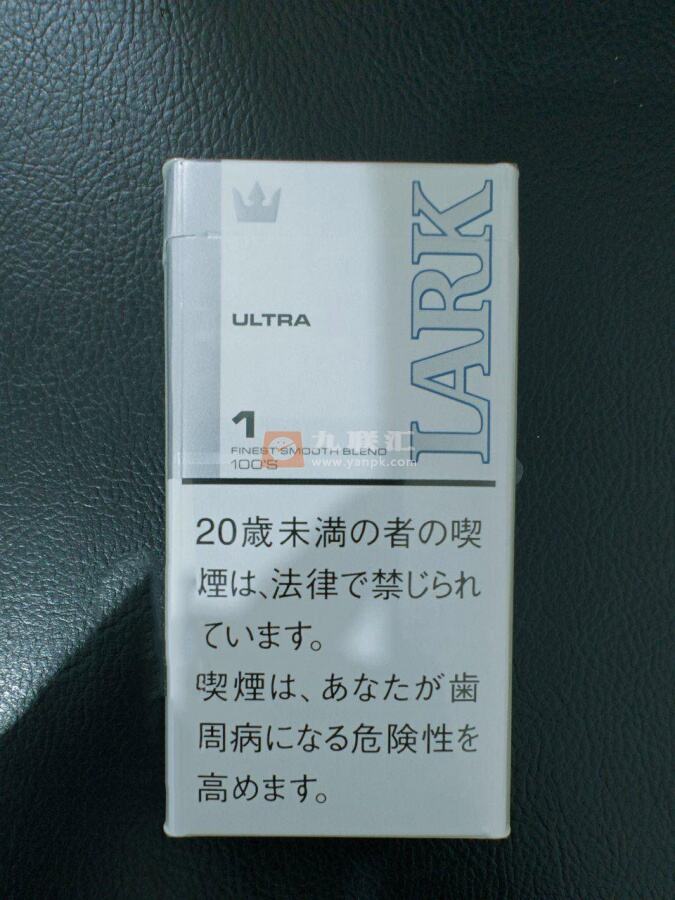 LARK
ULTRA
1
FINEST SMOOTH BLEND
100'S
九联汇
www.yanpk.com
20歳未満の者の喫
煙は、法律で禁じられ
ています。
喫煙は、あなたが歯
周病になる危険性を
高めます。